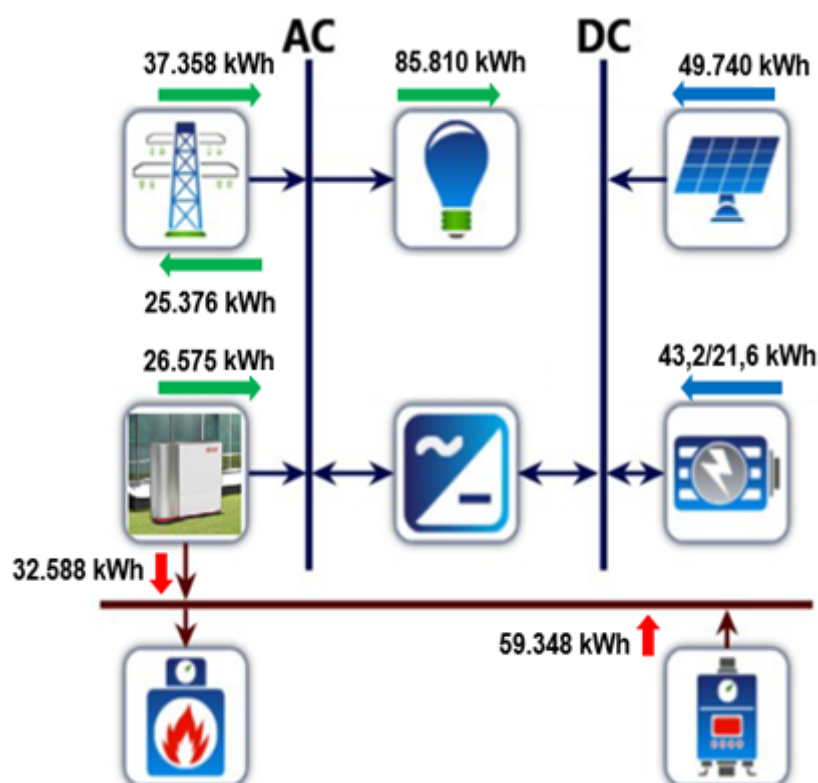 AC
DC
37.358 kWh
85.810 kWh
49.740 kWh
25.376 kWh
26.575 kWh
43,2/21,6 kWh
32.588 kWh
59.348 kWh